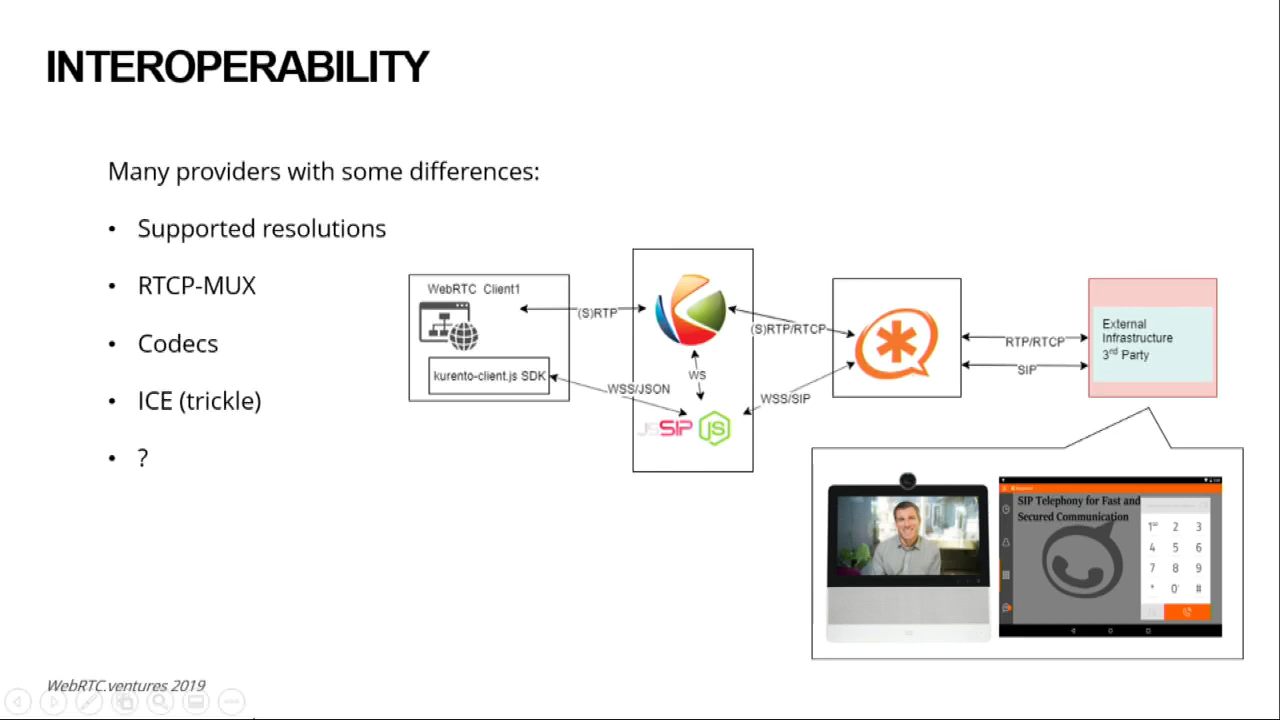 INTEROPERABILITY
Many providers with some differences:
• Supported resolutions
• RTCP-MUX
• Codecs
• ICE (trickle)
• ?
WebRTC Client1
kurento-client.js SDK
(S)RTP
WSS/JSON
WS
JSSIP JS
(S)RTP/RTCP
WSS/SIP
RTP/RTCP
SIP
External
Infrastructure
3rd Party
SIP Telephony for Fast and
Secured Communication
1 2 3
4 5 6
7 8 9
* 0 #
WebRTC.ventures 2019